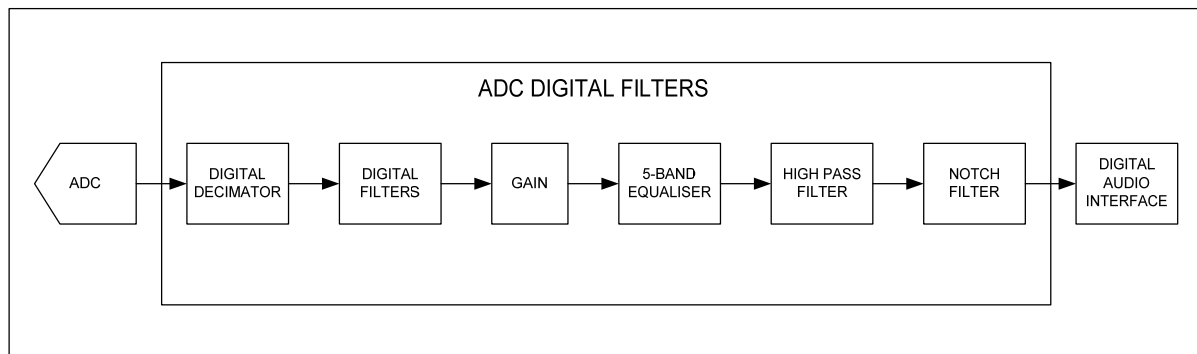 ADC DIGITAL FILTERS
ADC
DIGITAL
DECIMATOR
DIGITAL
FILTERS
GAIN
5-BAND
EQUALISER
HIGH PASS
FILTER
NOTCH
FILTER
DIGITAL
AUDIO
INTERFACE